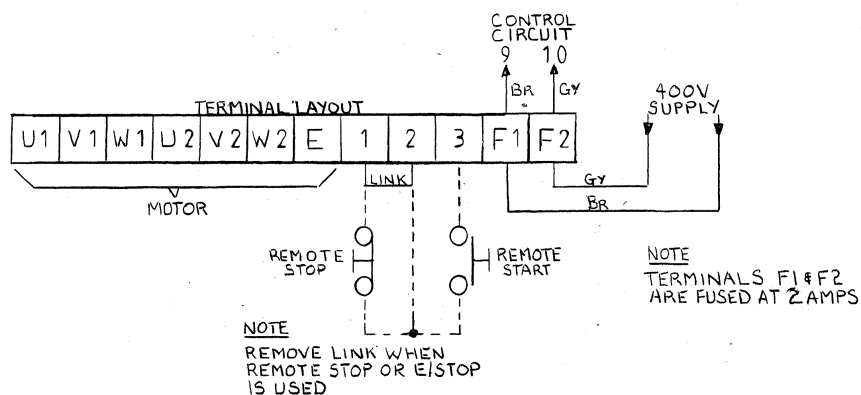 CONTROL
CIRCUIT
9 10
BR GY
400V
SUPPLY
TERMINAL LAYOUT
U1 V1 W1 U2 V2 W2 E 1 2 3 F1 F2
LINK
GY
BR
MOTOR
REMOTE
STOP
REMOTE
START
NOTE
TERMINALS F1 & F2
ARE FUSED AT 2 AMPS
NOTE
REMOVE LINK WHEN
REMOTE STOP OR E/STOP
IS USED